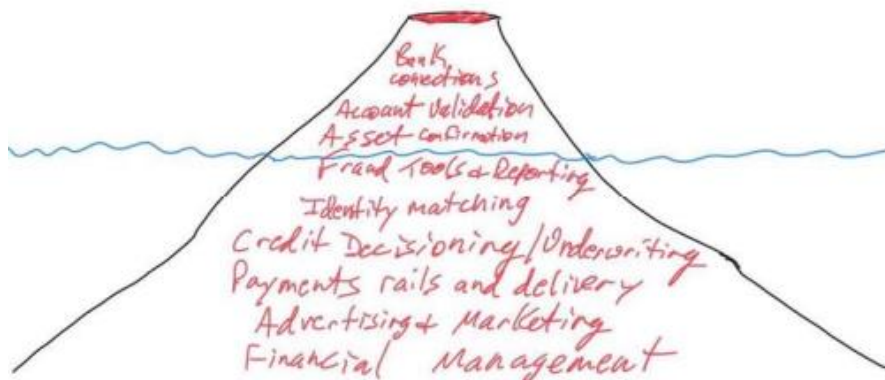 Bank
conections
Account Validation
Asset confirmation
Fraud Tools & Reporting
Identity matching
Credit Decisioning/Underwriting
Payments rails and delivery
Advertising & Marketing
Financial Management